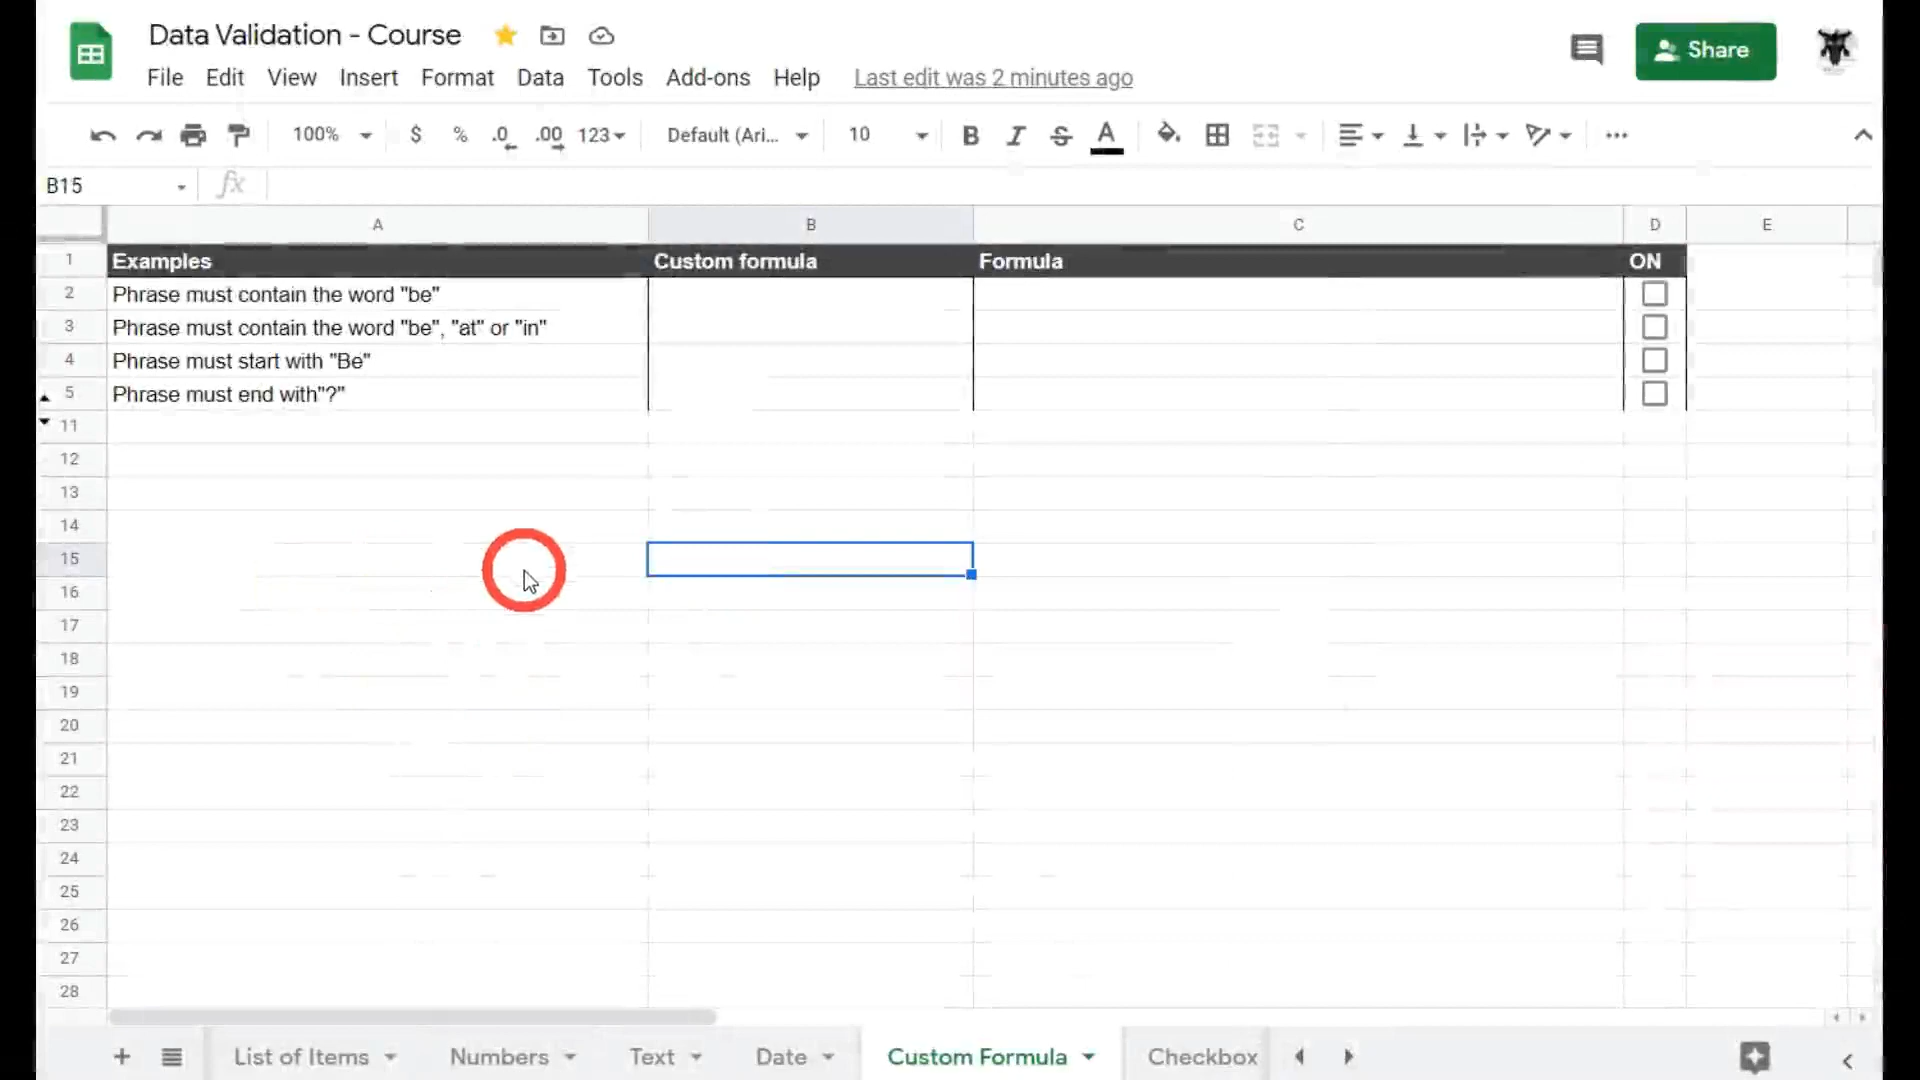 Data Validation - Course
File Edit View Insert Format Data Tools Add-ons Help Last edit was 2 minutes ago
Share
100% $ % .0 .00 123 Default (Ari... 10 B I S A
B15 fx
A B C D E
1 Examples Custom formula Formula ON
2 Phrase must contain the word "be"
3 Phrase must contain the word "be", "at" or "in"
4 Phrase must start with "Be"
5 Phrase must end with"?"
11
12
13
14
15
16
17
18
19
20
21
22
23
24
25
26
27
28
+ List of Items Numbers Text Date Custom Formula Checkbox